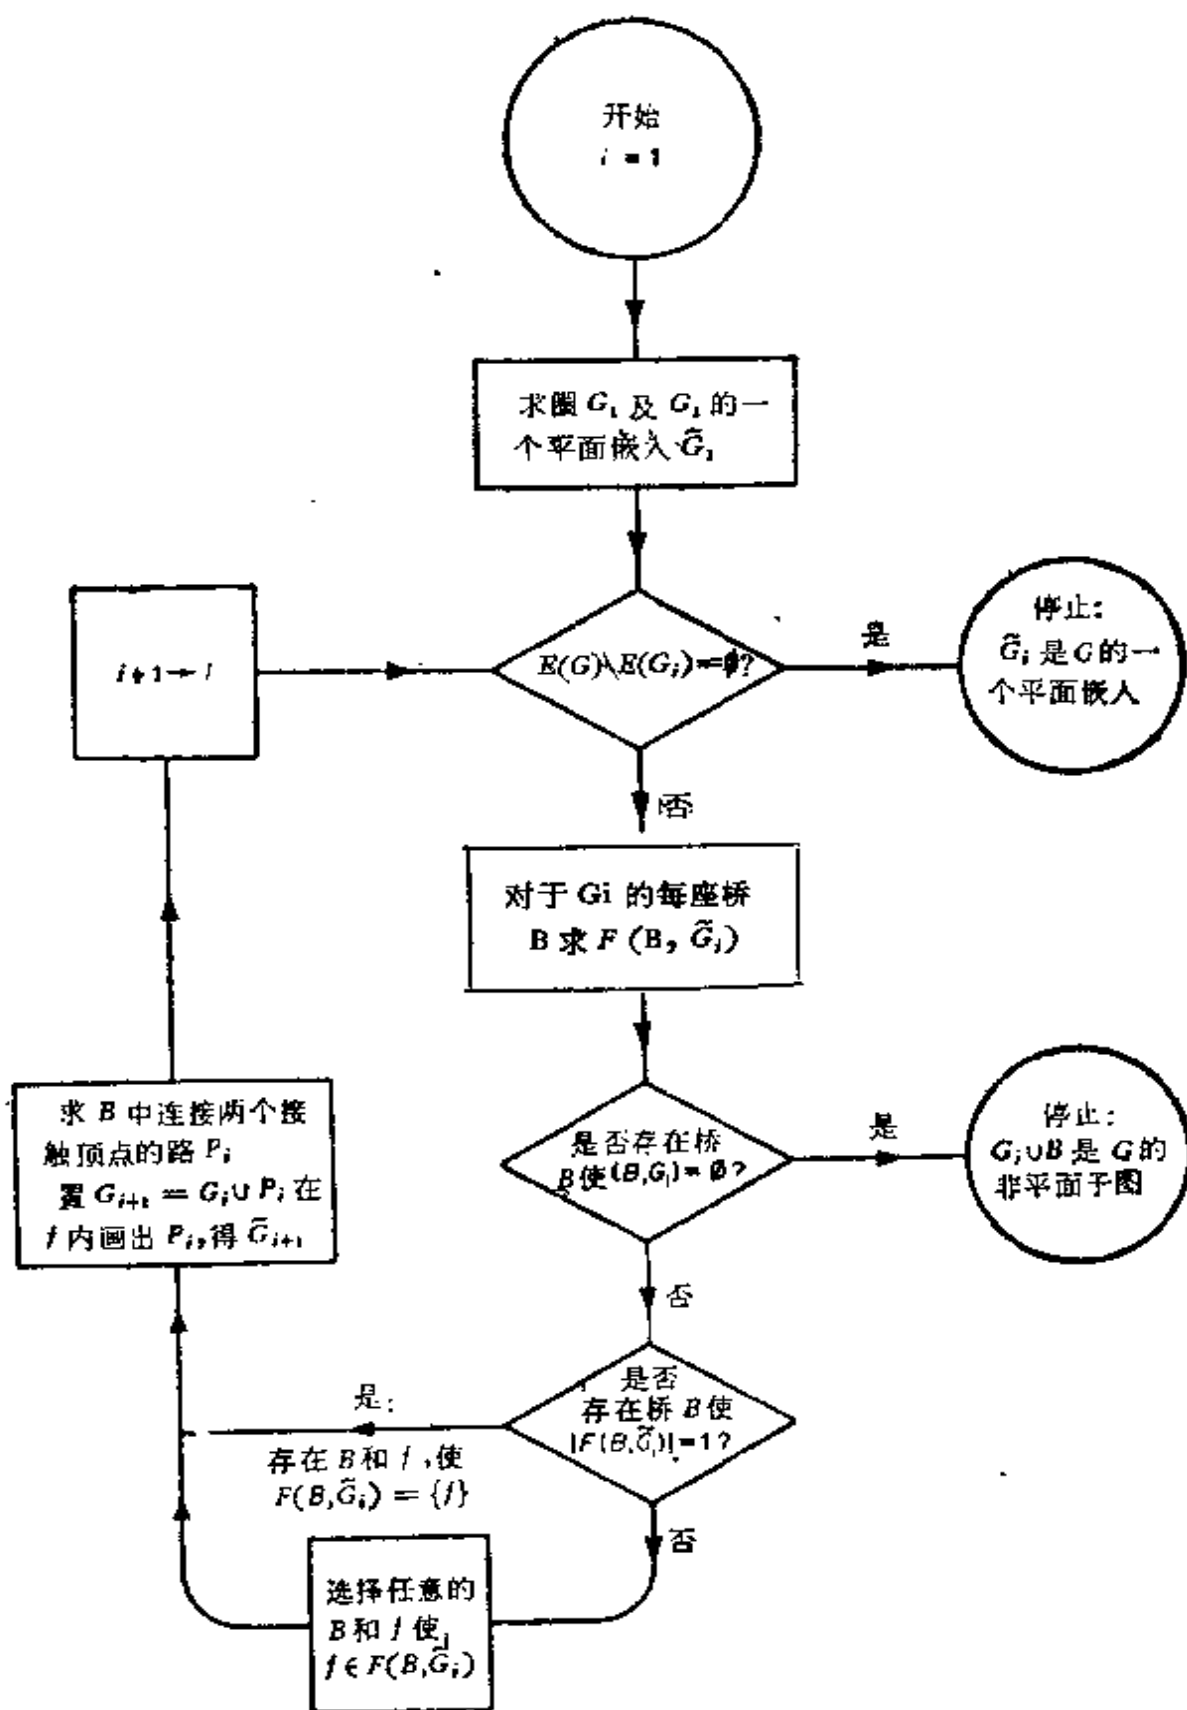 开始
i = 1
求圈 G₁ 及 G₁ 的一
个平面嵌入 G̃₁
i+1→i
E(G)\E(Gᵢ)=∅?
是
停止:
G̃ᵢ 是 G 的一
个平面嵌入
否
对于 Gi 的每座桥
B 求 F (B, G̃ᵢ)
求 B 中连接两个接
触顶点的路 Pᵢ
置 Gᵢ₊₁ = Gᵢ∪Pᵢ 在
f 内画出 Pᵢ,得 G̃ᵢ₊₁
是否存在桥
B使(B,Gᵢ)=∅?
是
停止:
Gᵢ∪B 是 G 的
非平面子图
否
是否
存在桥 B 使
|F(B,G̃ᵢ)|=1?
是:
存在 B 和 f ,使
F(B,G̃ᵢ) = {f}
否
选择任意的
B 和 f 使
f∈F(B,G̃ᵢ)